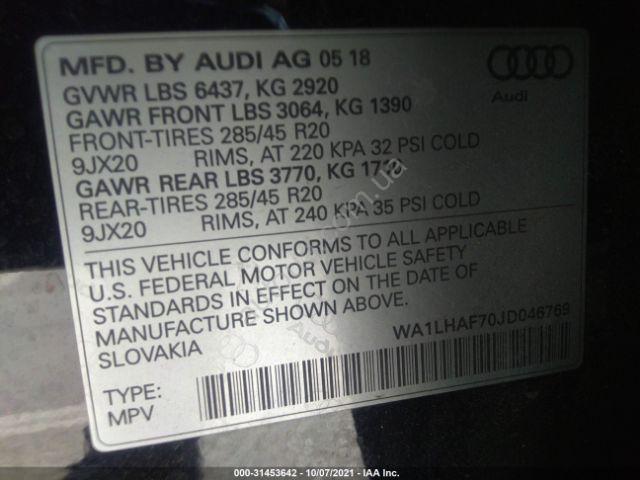 MFD. BY AUDI AG 05 18
GVWR LBS 6437, KG 2920
GAWR FRONT LBS 3064, KG 1390
FRONT-TIRES 285/45 R20
9JX20 RIMS, AT 220 KPA 32 PSI COLD
GAWR REAR LBS 3770, KG 1710
REAR-TIRES 285/45 R20
9JX20 RIMS, AT 240 KPA 35 PSI COLD
Audi
THIS VEHICLE CONFORMS TO ALL APPLICABLE
U.S. FEDERAL MOTOR VEHICLE SAFETY
STANDARDS IN EFFECT ON THE DATE OF
MANUFACTURE SHOWN ABOVE.
SLOVAKIA
WA1LHAF70JD046769
TYPE:
MPV
000-31453642 - 10/07/2021 - IAA Inc.